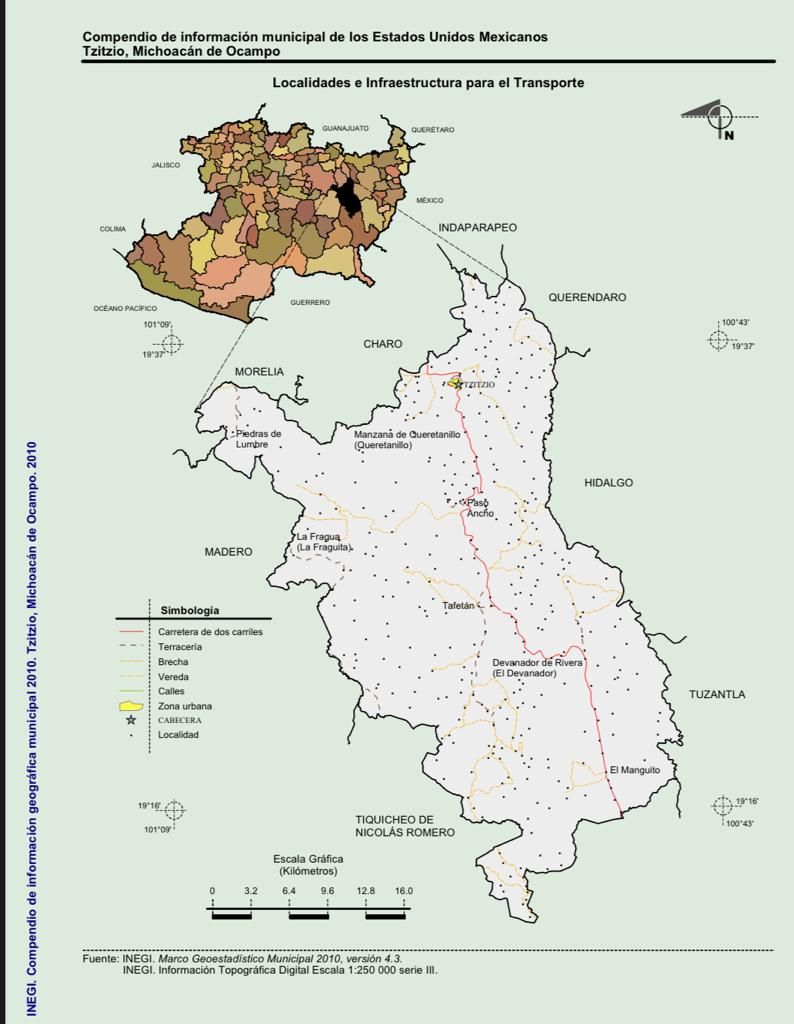 Compendio de información municipal de los Estados Unidos Mexicanos
Tzitzio, Michoacán de Ocampo
Localidades e Infraestructura para el Transporte
N
GUANAJUATO
QUERÉTARO
JALISCO
MÉXICO
COLIMA
OCÉANO PACÍFICO
GUERRERO
INDAPARAPEO
QUERENDARO
101°09'
19°37'
100°43'
19°37'
CHARO
MORELIA
TZITZIO
Piedras de
Lumbre
Manzana de Queretanillo
(Queretanillo)
HIDALGO
Paso
Ancho
La Fragua
(La Fraguita)
MADERO
Tafetán
Devanador de Rivera
(El Devanador)
TUZANTLA
El Manguito
Simbología
Carretera de dos carriles
Terracería
Brecha
Vereda
Calles
Zona urbana
CABECERA
Localidad
19°16'
101°09'
19°16'
100°43'
TIQUICHEO DE
NICOLÁS ROMERO
Escala Gráfica
(Kilómetros)
0 3.2 6.4 9.6 12.8 16.0
Fuente: INEGI. Marco Geoestadístico Municipal 2010, versión 4.3.
INEGI. Información Topográfica Digital Escala 1:250 000 serie III.
INEGI. Compendio de información geográfica municipal 2010. Tzitzio, Michoacán de Ocampo. 2010